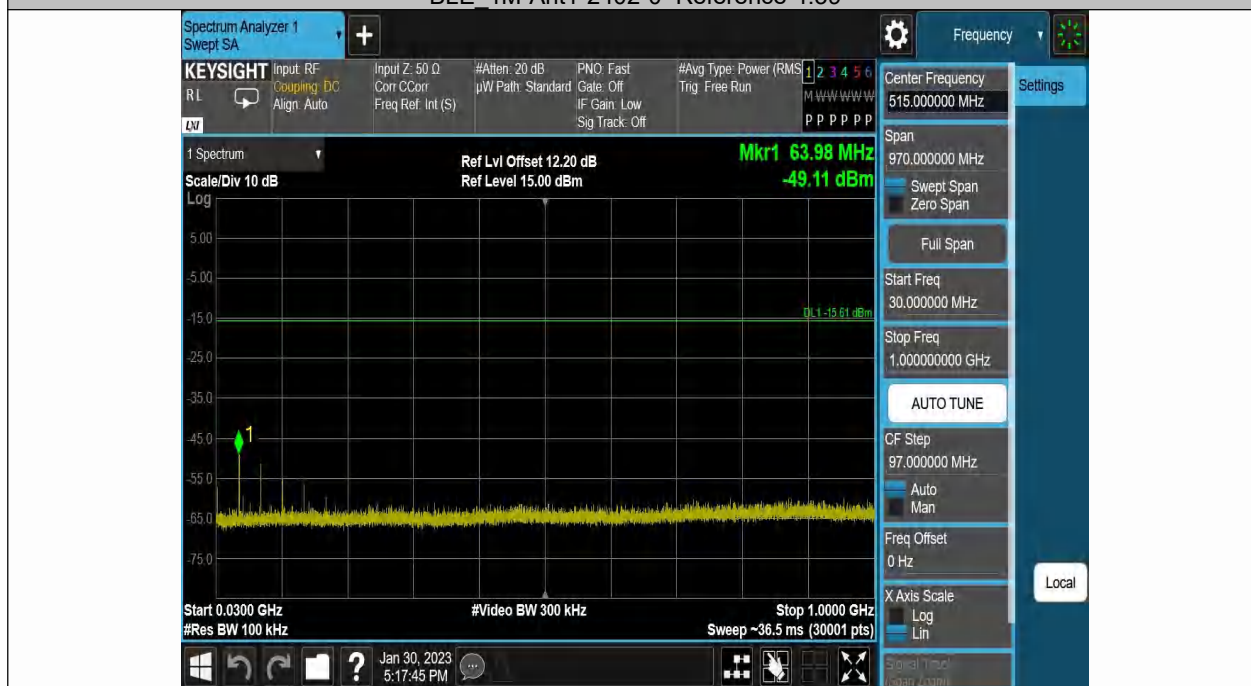 Spectrum Analyzer 1
Swept SA
+
Frequency
KEYSIGHT
RL
LXI
Input: RF
Coupling: DC
Align: Auto
Input Z: 50 Ω
Corr CCorr
Freq Ref: Int (S)
#Atten: 20 dB
µW Path: Standard
PNO: Fast
Gate: Off
IF Gain: Low
Sig Track: Off
#Avg Type: Power (RMS
Trig: Free Run
1 2 3 4 5 6
M W W W W W
P P P P P P
1 Spectrum
Scale/Div 10 dB
Log
Ref Lvl Offset 12.20 dB
Ref Level 15.00 dBm
Mkr1 63.98 MHz
-49.11 dBm
5.00
-5.00
-15.0
DL1 -15.61 dBm
-25.0
-35.0
-45.0
1
-55.0
-65.0
-75.0
Start 0.0300 GHz
#Res BW 100 kHz
#Video BW 300 kHz
Stop 1.0000 GHz
Sweep ~36.5 ms (30001 pts)
?
Jan 30, 2023
5:17:45 PM
Center Frequency
515.000000 MHz
Settings
Span
970.000000 MHz
Swept Span
Zero Span
Full Span
Start Freq
30.000000 MHz
Stop Freq
1.000000000 GHz
AUTO TUNE
CF Step
97.000000 MHz
Auto
Man
Freq Offset
0 Hz
X Axis Scale
Log
Lin
Local
Signal Track
(Span Zoom)